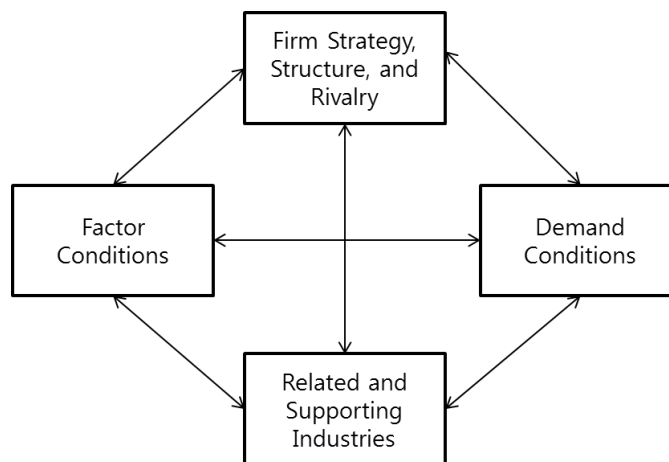 Firm Strategy,
Structure, and
Rivalry
Factor
Conditions
Demand
Conditions
Related and
Supporting
Industries